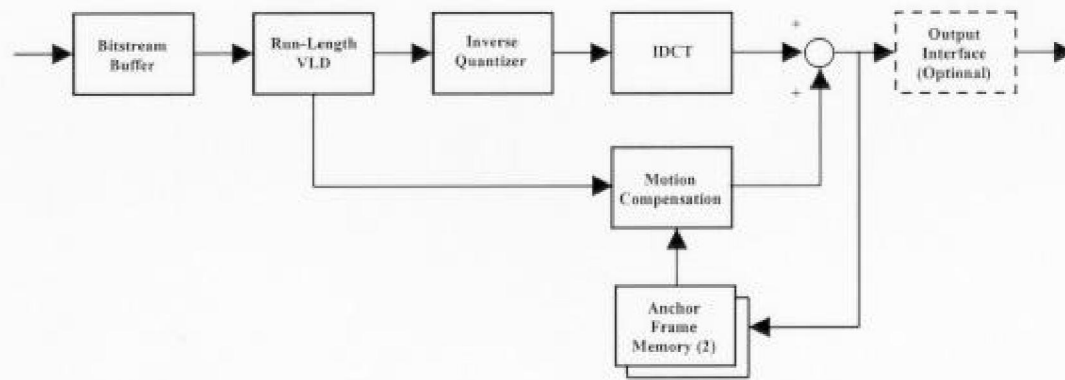 Bitstream
Buffer
Run-Length
VLD
Inverse
Quantizer
IDCT
+
+
Output
Interface
(Optional)
Motion
Compensation
Anchor
Frame
Memory (2)